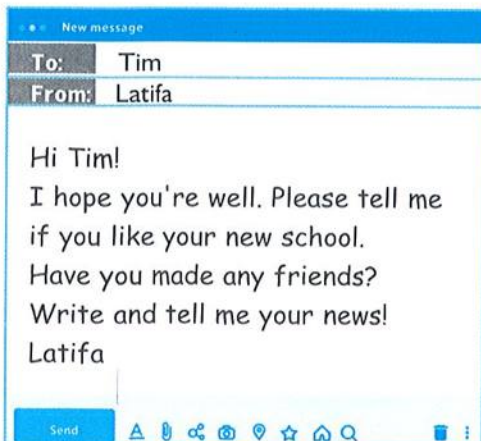 New message
To: Tim
From: Latifa
Hi Tim!
I hope you're well. Please tell me
if you like your new school.
Have you made any friends?
Write and tell me your news!
Latifa
Send